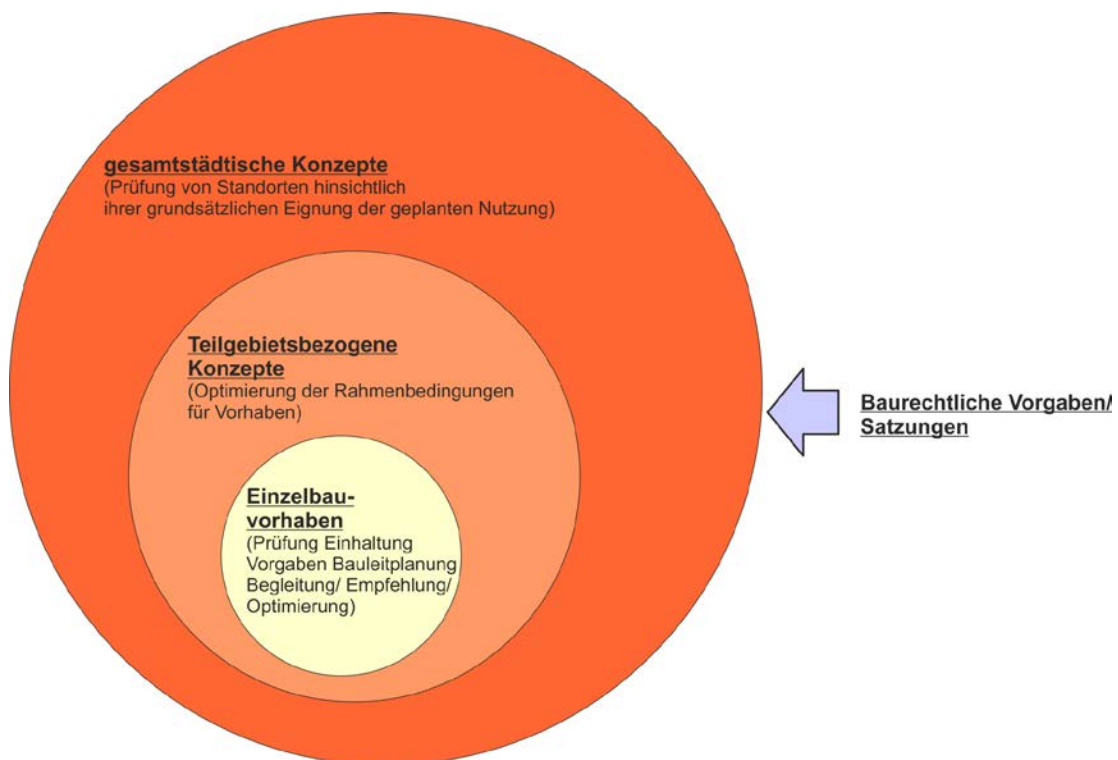 gesamtstädtische Konzepte
(Prüfung von Standorten hinsichtlich
ihrer grundsätzlichen Eignung der geplanten Nutzung)
Teilgebietsbezogene
Konzepte
(Optimierung der Rahmenbedingungen
für Vorhaben)
Einzelbau-
vorhaben
(Prüfung Einhaltung
Vorgaben Bauleitplanung
Begleitung/ Empfehlung/
Optimierung)
Baurechtliche Vorgaben/
Satzungen